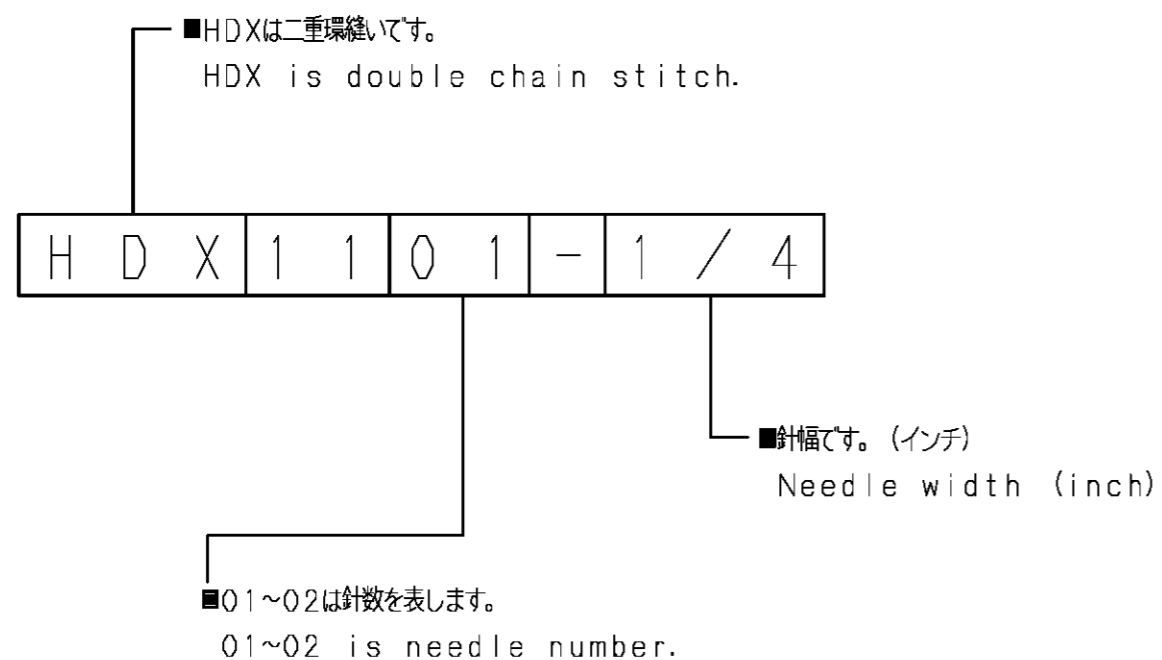 ■HDXは二重環縫いです。
HDX is double chain stitch.
HDX1101-1/4
■針幅です。(インチ)
Needle width (inch)
■01~02は針数を表します。
01~02 is needle number.